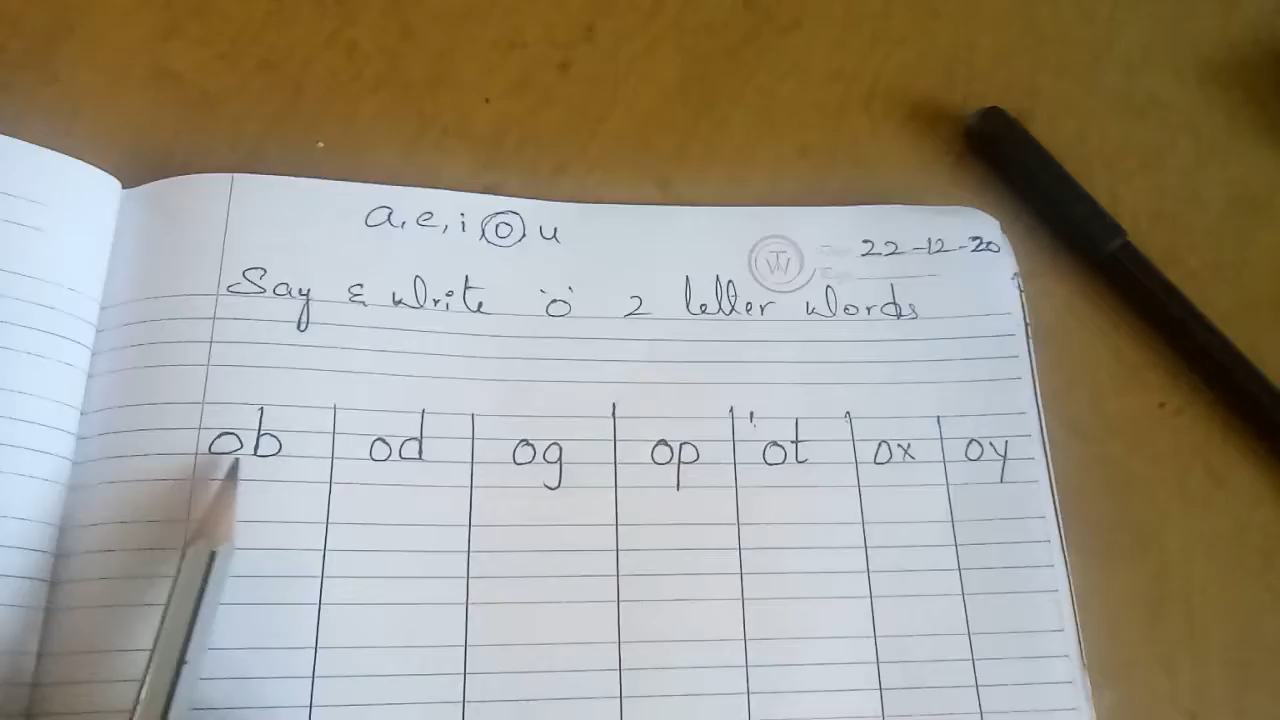 a, e, i o u
22-12-20
Say & write 'o' 2 letter words
ob od og op ot ox oy